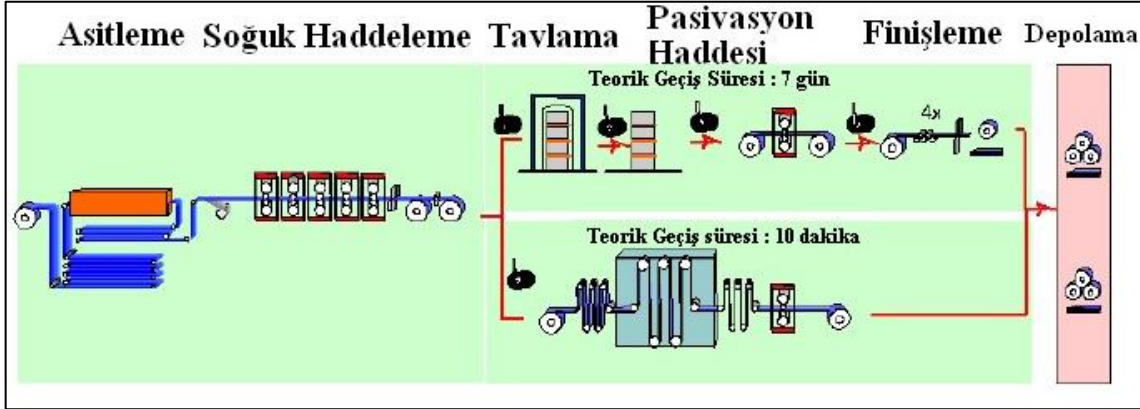 Asitleme Soğuk Haddeleme Tavlama Pasivasyon Haddesi Finişleme Depolama
Teorik Geçiş Süresi : 7 gün
4x
Teorik Geçiş süresi : 10 dakika